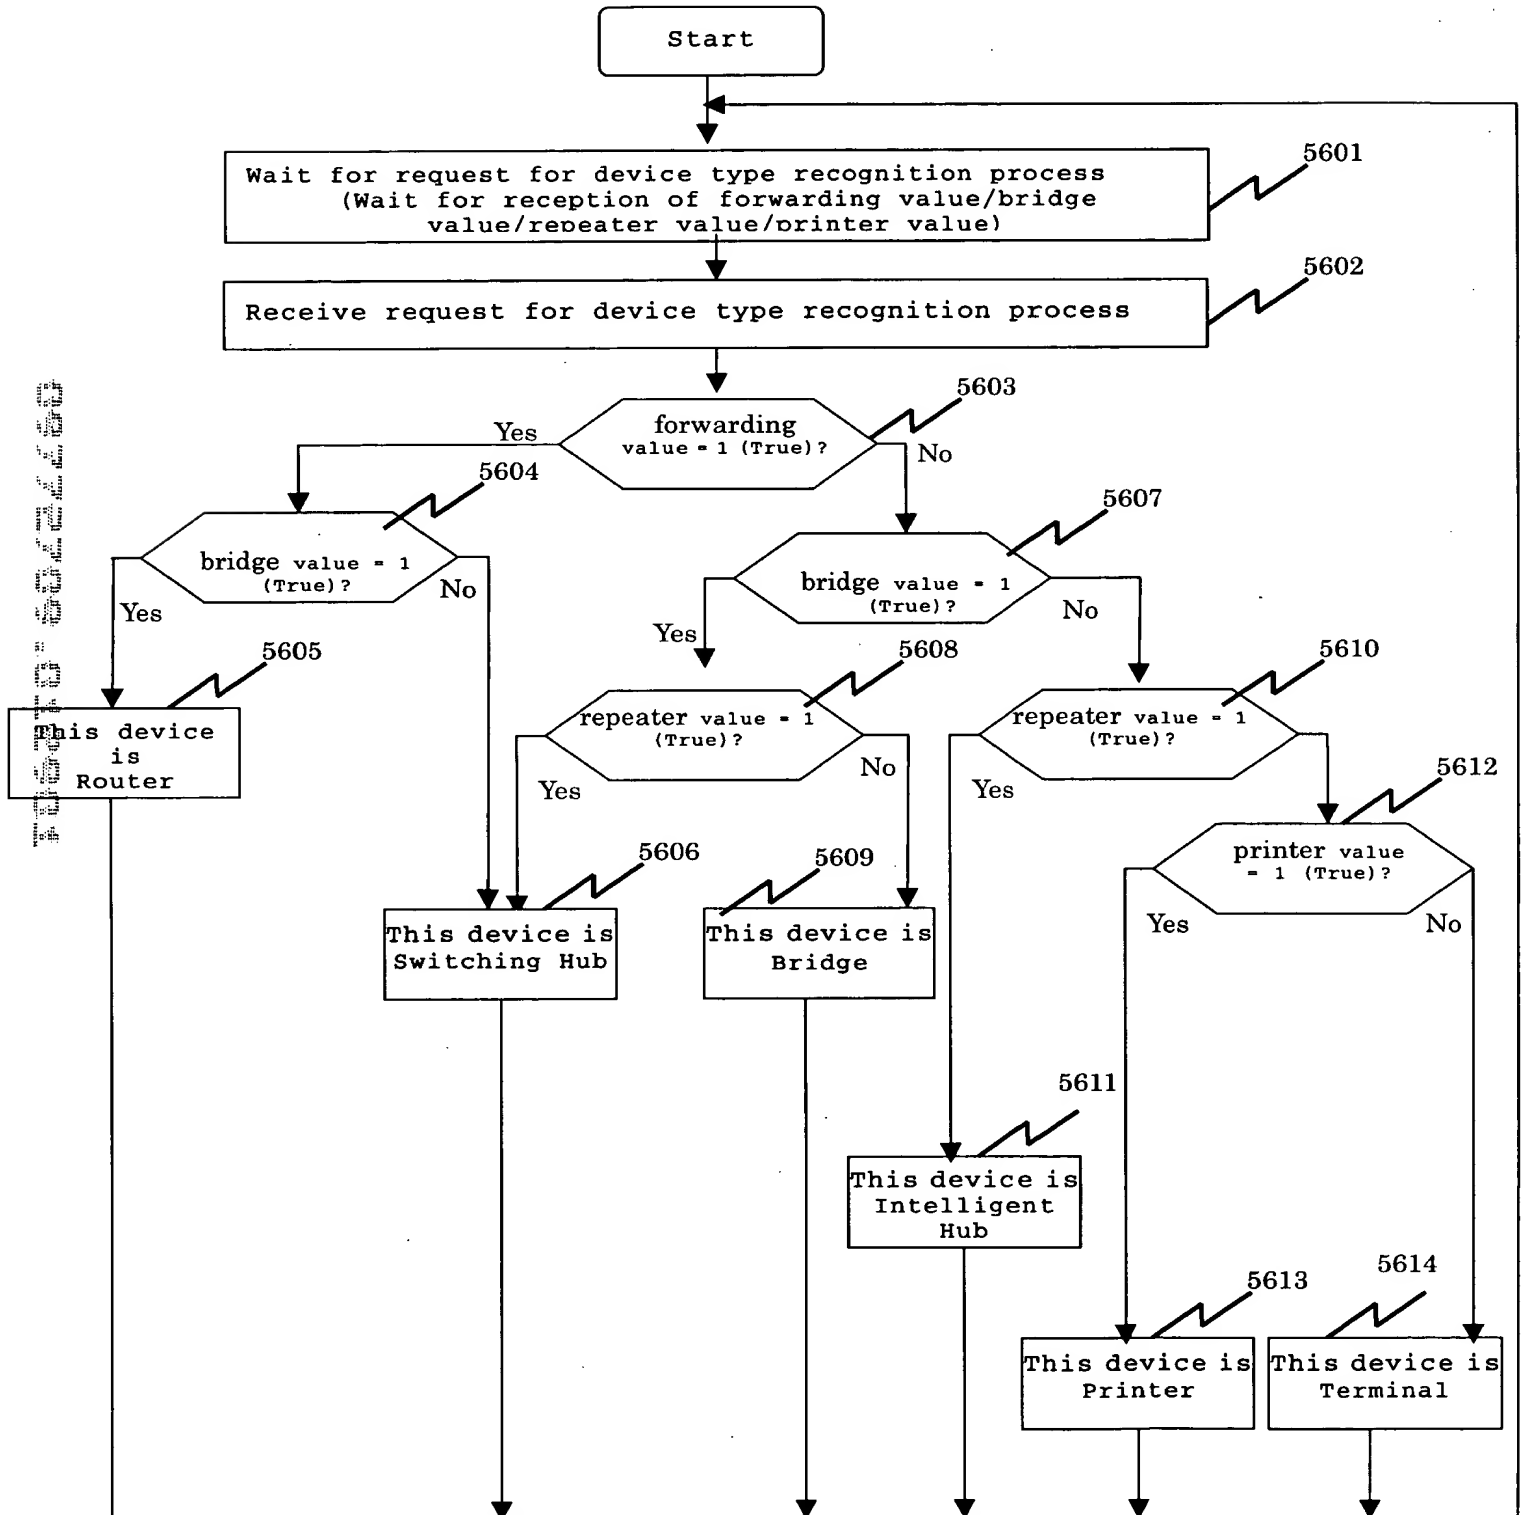 Start
Wait for request for device type recognition process
(Wait for reception of forwarding value/bridge
value/repeater value/printer value)
5601
Receive request for device type recognition process
5602
forwarding
value = 1 (True)?
5603
Yes
No
bridge value = 1
(True)?
5604
Yes
No
bridge value = 1
(True)?
5607
Yes
No
This device
is
Router
5605
repeater value = 1
(True)?
5608
Yes
No
repeater value = 1
(True)?
5610
Yes
printer value
= 1 (True)?
5612
Yes
No
This device is
Switching Hub
5606
This device is
Bridge
5609
This device is
Intelligent
Hub
5611
This device is
Printer
5613
This device is
Terminal
5614